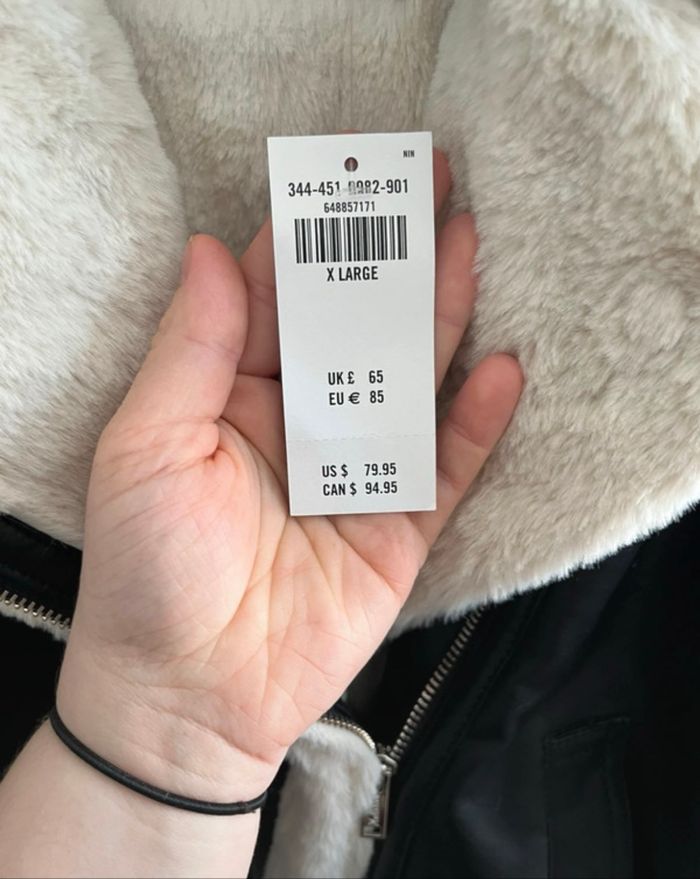 NIN
344-451-0982-901
648857171
X LARGE
UK £ 65
EU € 85
US $ 79.95
CAN $ 94.95